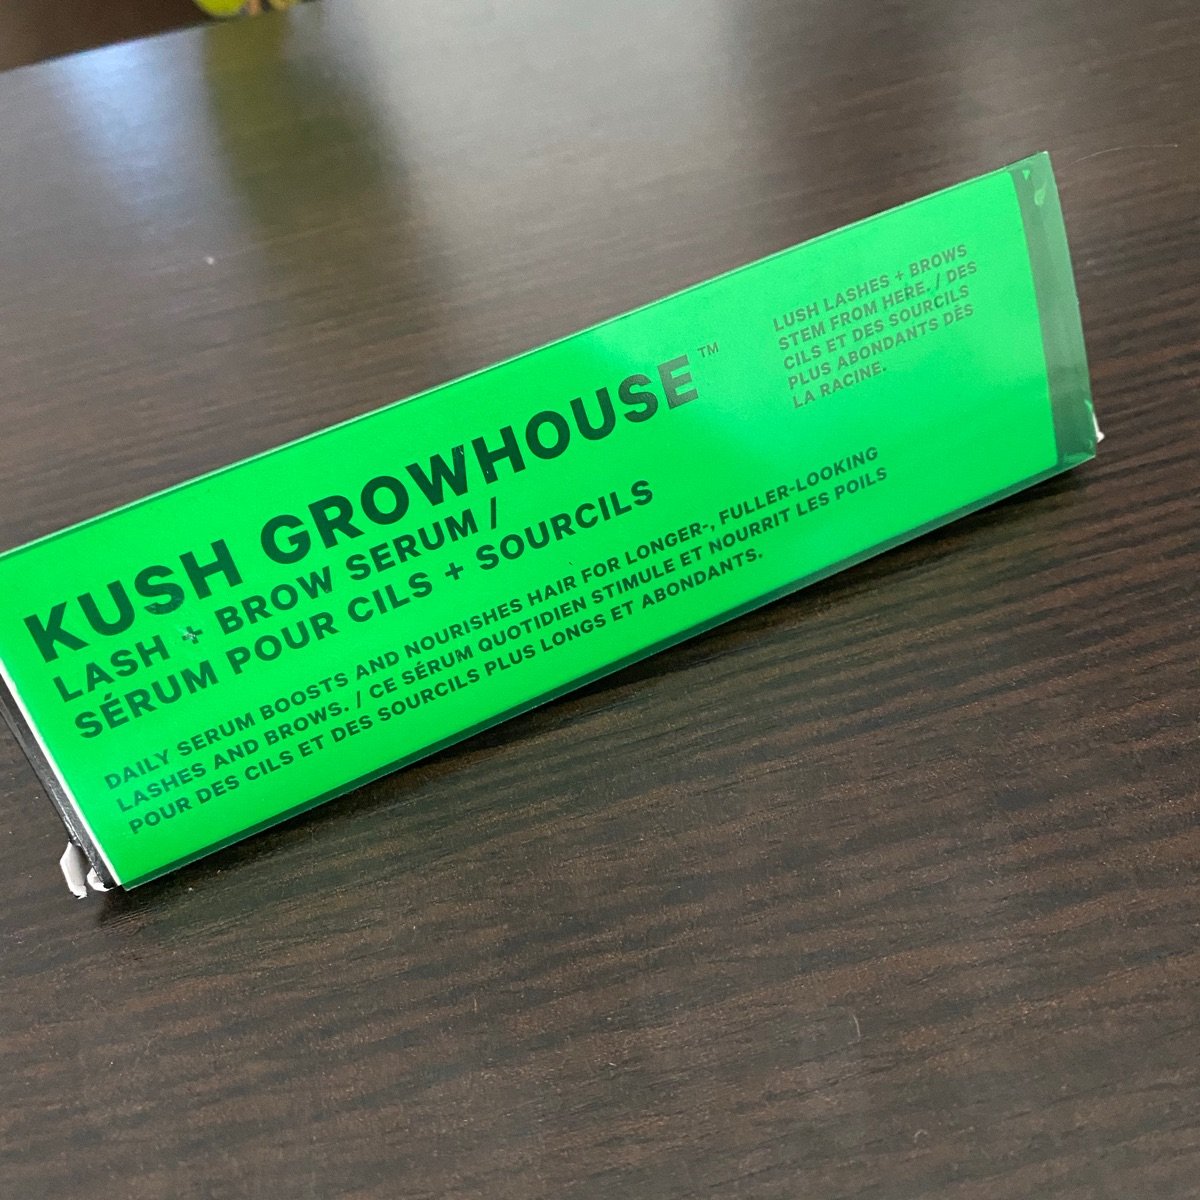 KUSH GROWHOUSE™
LASH + BROW SERUM /
SÉRUM POUR CILS + SOURCILS
DAILY SERUM BOOSTS AND NOURISHES HAIR FOR LONGER-, FULLER-LOOKING
LASHES AND BROWS. / CE SÉRUM QUOTIDIEN STIMULE ET NOURRIT LES POILS
POUR DES CILS ET DES SOURCILS PLUS LONGS ET ABONDANTS.
LUSH LASHES + BROWS
STEM FROM HERE. / DES
CILS ET DES SOURCILS
PLUS ABONDANTS DÈS
LA RACINE.